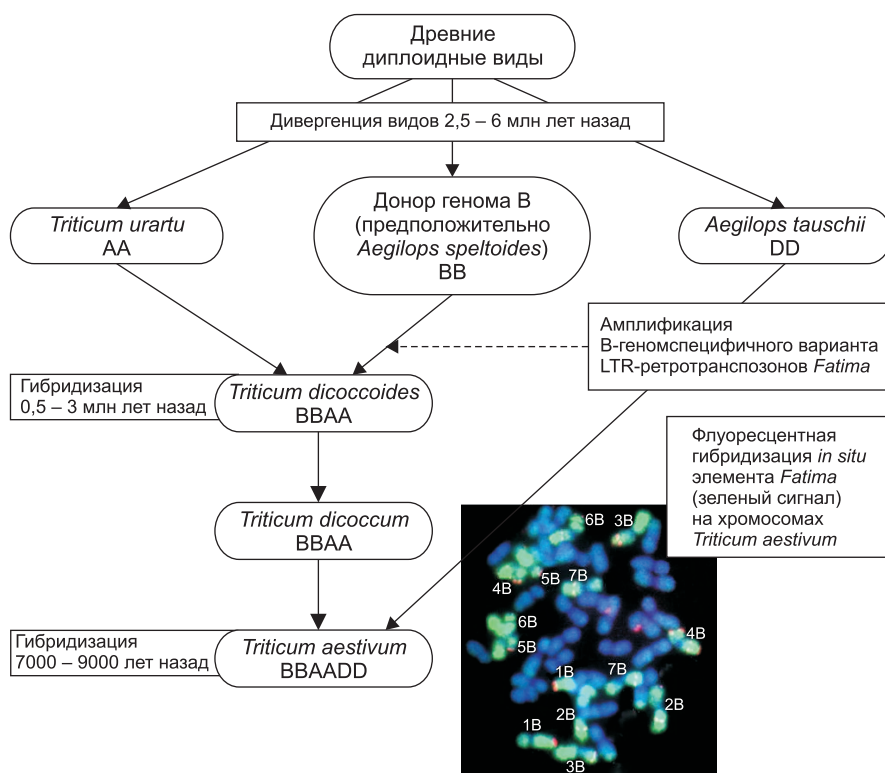 Древние
диплоидные виды
Дивергенция видов 2,5 – 6 млн лет назад
Triticum urartu
AA
Донор генома B
(предположительно
Aegilops speltoides)
BB
Aegilops tauschii
DD
Амплификация
B-геномспецифичного варианта
LTR-ретротранспозонов Fatima
Гибридизация
0,5 – 3 млн лет назад
Triticum dicoccoides
BBAA
Флуоресцентная
гибридизация in situ
элемента Fatima
(зеленый сигнал)
на хромосомах
Triticum aestivum
Triticum dicoccum
BBAA
Гибридизация
7000 – 9000 лет назад
Triticum aestivum
BBAADD
6B
3B
4B
5B
7B
6B
5B
4B
1B
7B
2B
2B
1B
3B